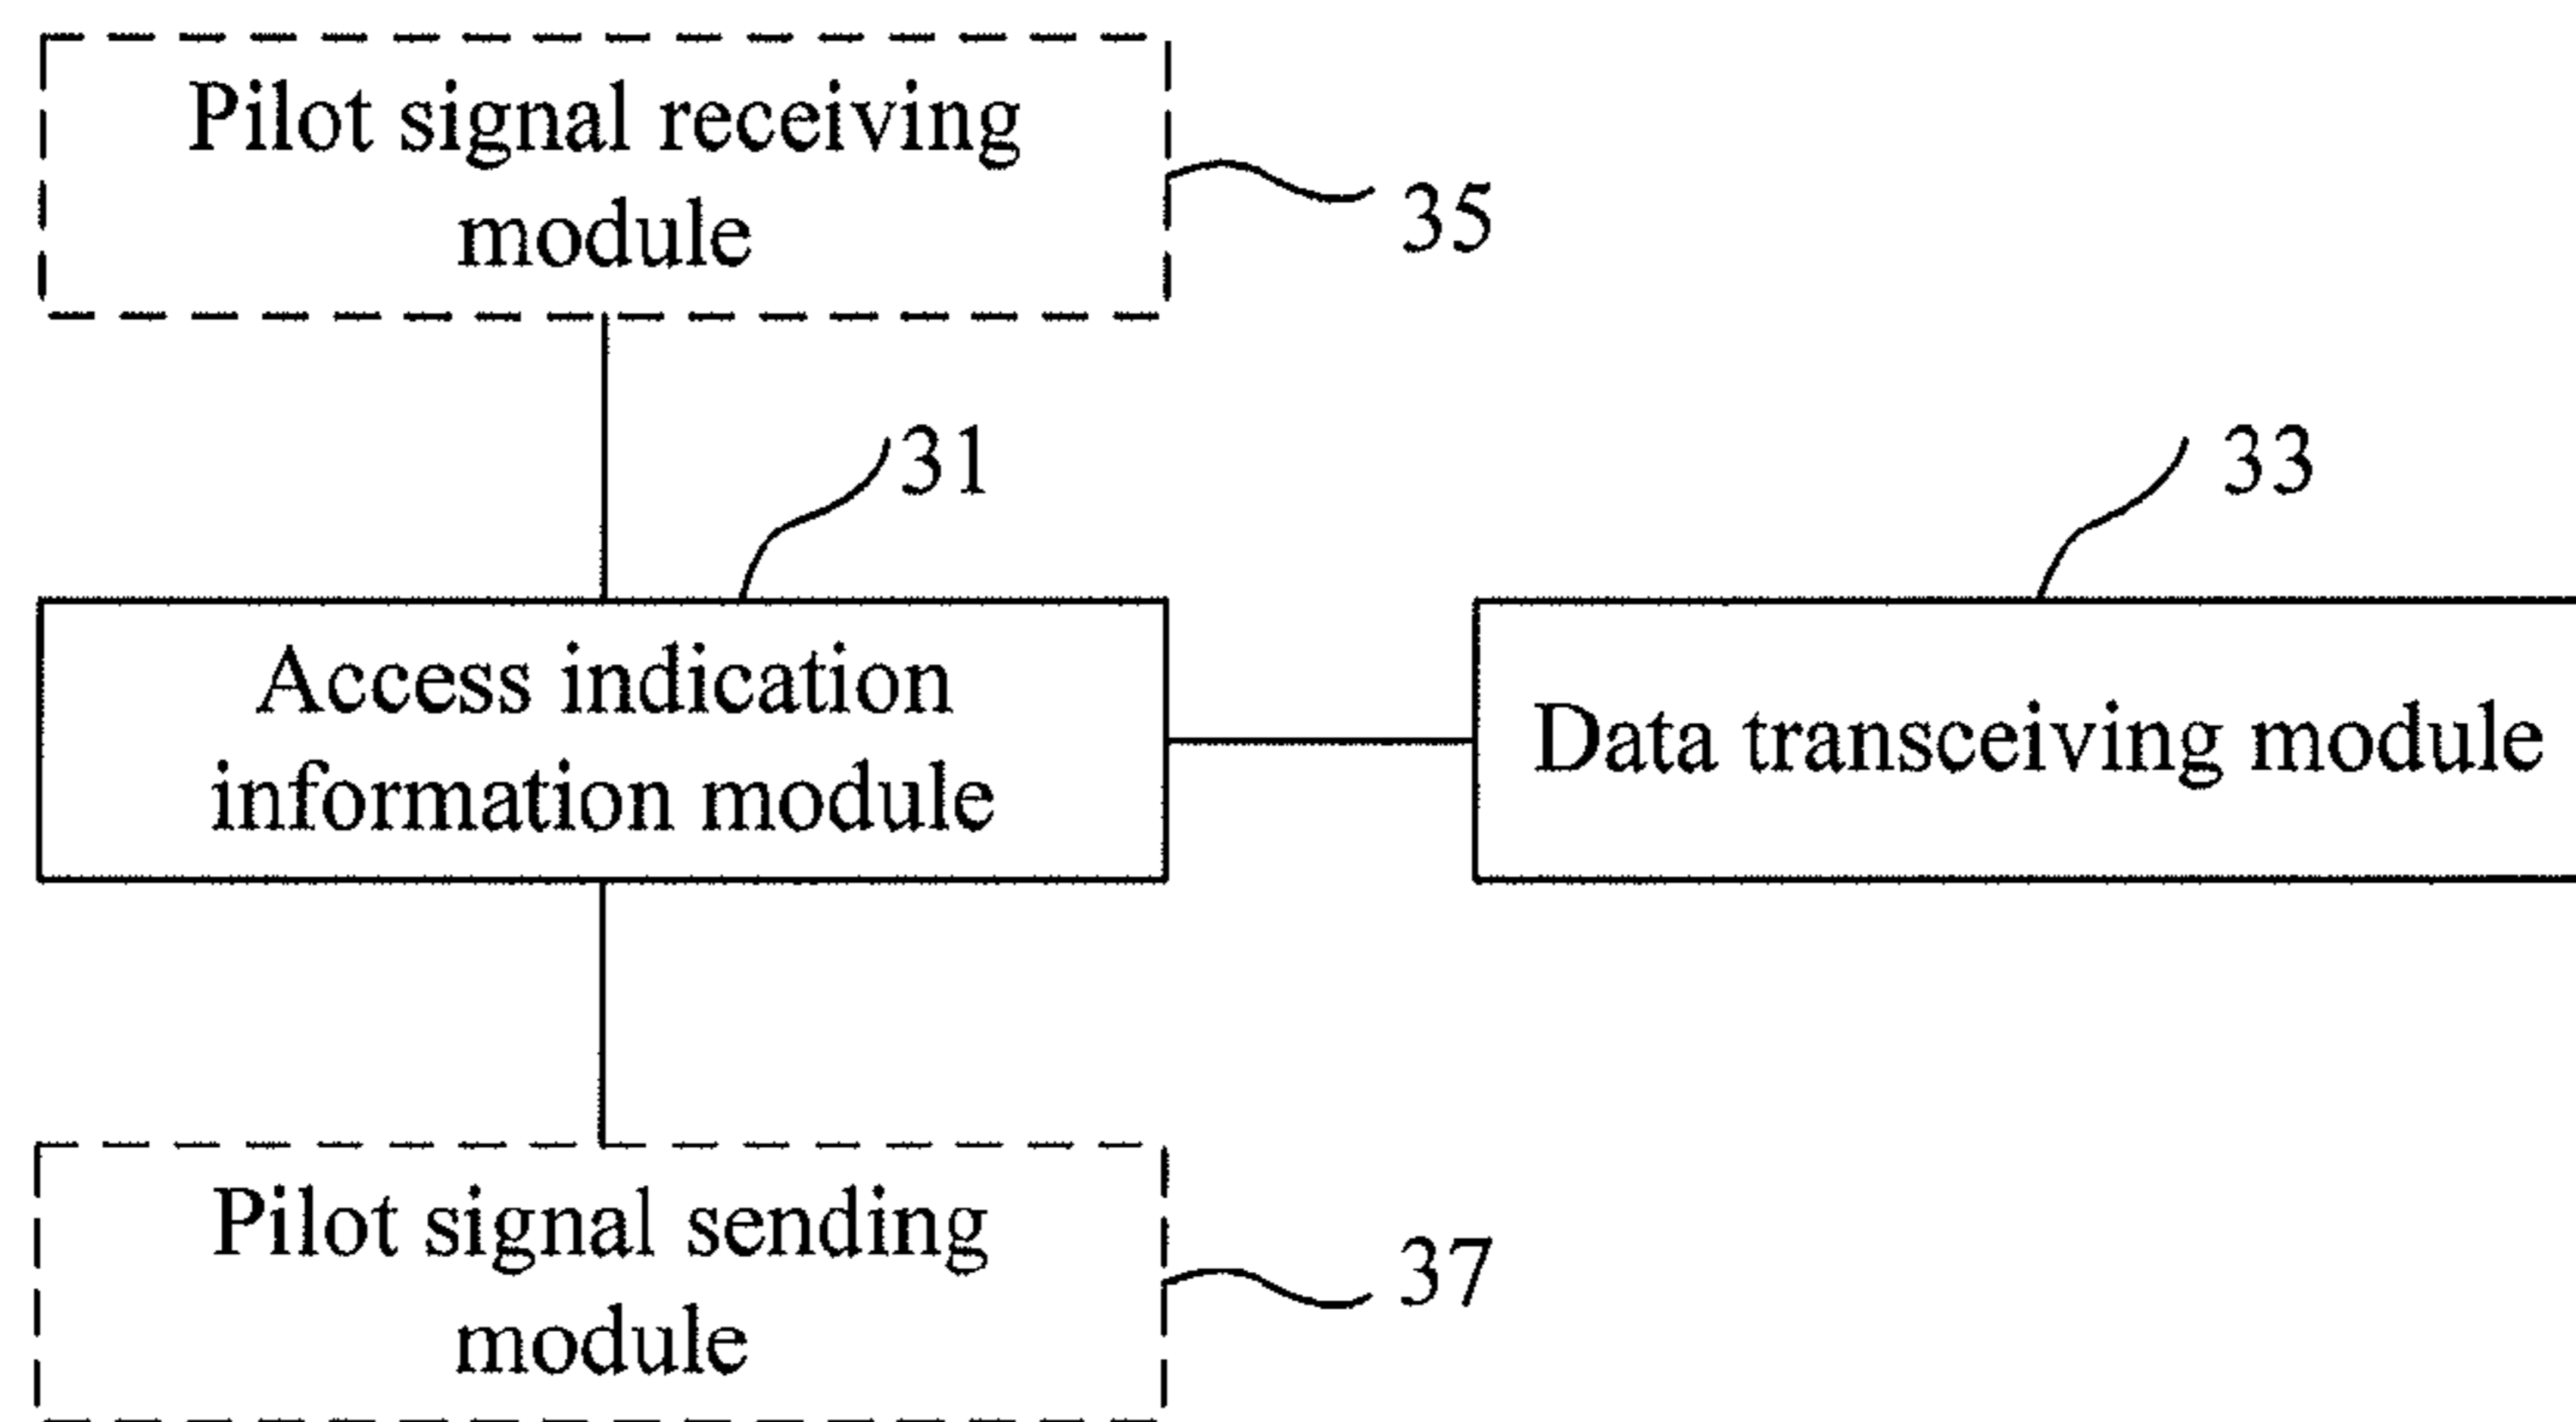 Pilot signal receiving
module
35
31
33
Access indication
information module
Data transceiving module
Pilot signal sending
module
37